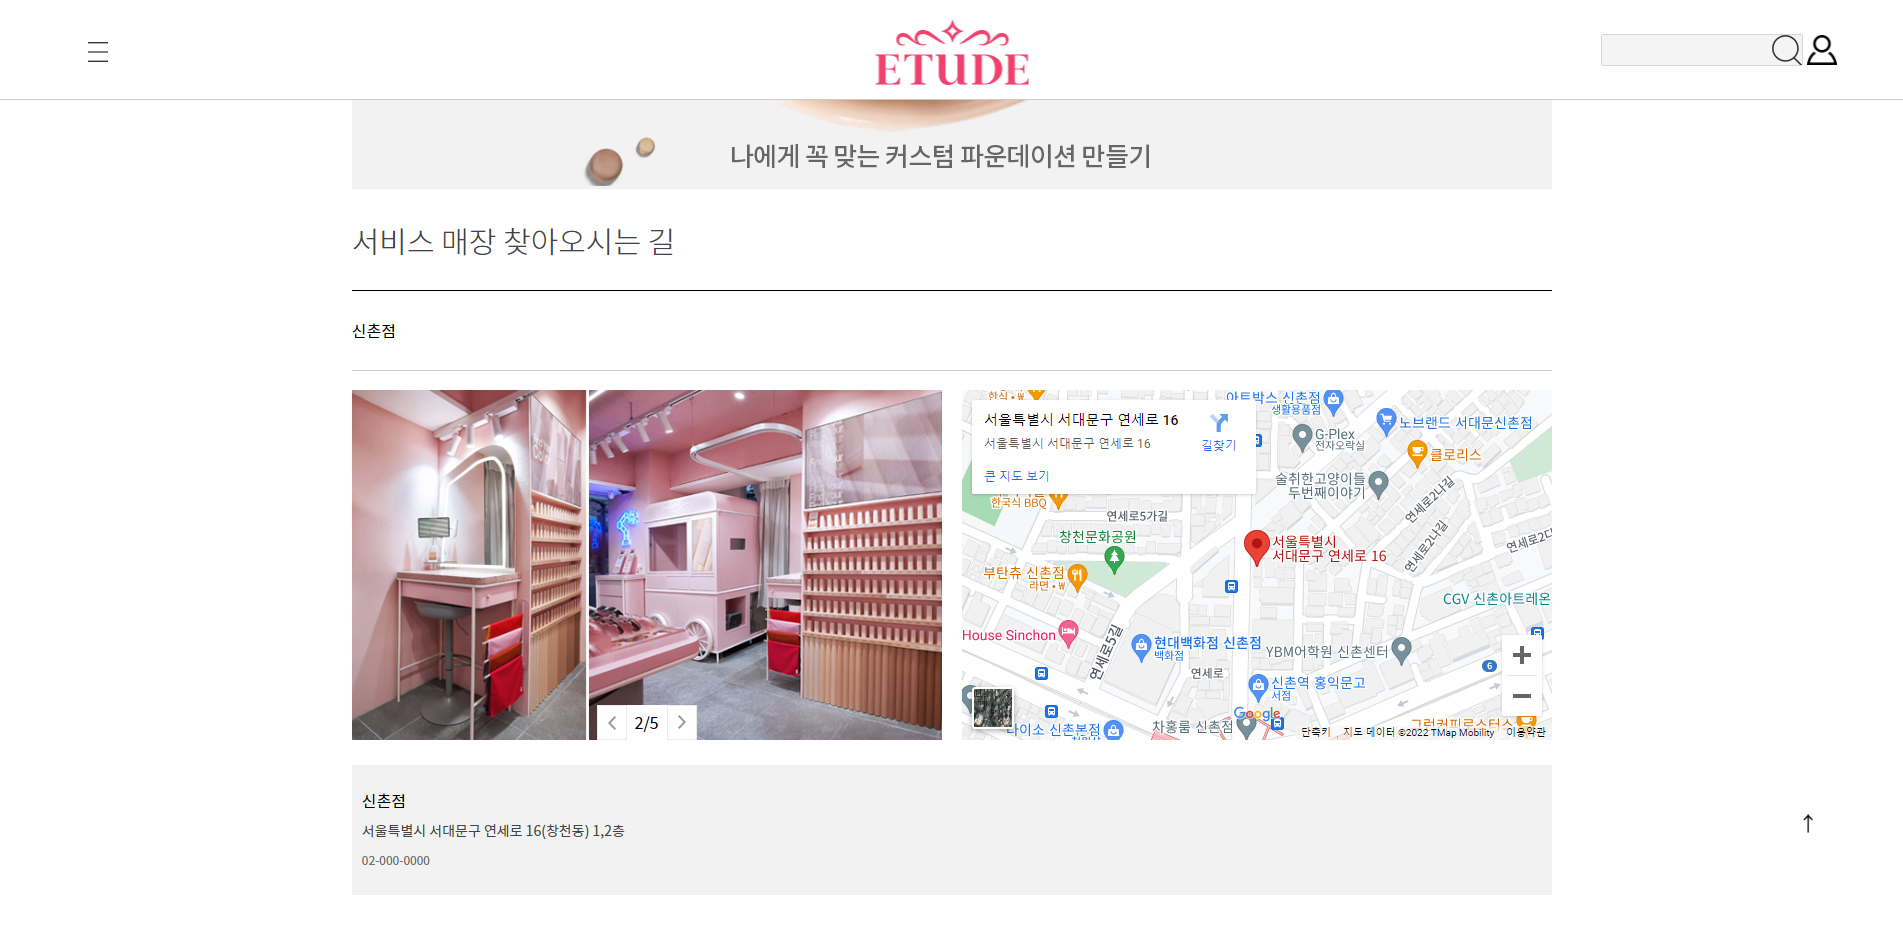 ETUDE
나에게 꼭 맞는 커스텀 파운데이션 만들기
서비스 매장 찾아오시는 길
신촌점
2/5
서울특별시 서대문구 연세로 16
서울특별시 서대문구 연세로 16
길찾기
큰 지도 보기
한식 • ₩
아트박스 신촌점
생활용품점
노브랜드 서대문신촌점
G-Plex
전자오락실
클로리스
술취한고양이들
두번째이야기
한국식 BBQ
연세로5가길
연세로2나길
연세로2나길
창천문화공원
서울특별시
서대문구 연세로 16
부탄츄 신촌점
라면 • ₩
CGV 신촌아트레온
House Sinchon
연세로5길
현대백화점 신촌점
백화점
YBM어학원 신촌센터
연세로
6
신촌역 홍익문고
서점
Google
차홍룸 신촌점
다이소 신촌본점
단축키
지도 데이터 ©2022 TMap Mobility
이용약관
신촌점
서울특별시 서대문구 연세로 16(창천동) 1,2층
02-000-0000